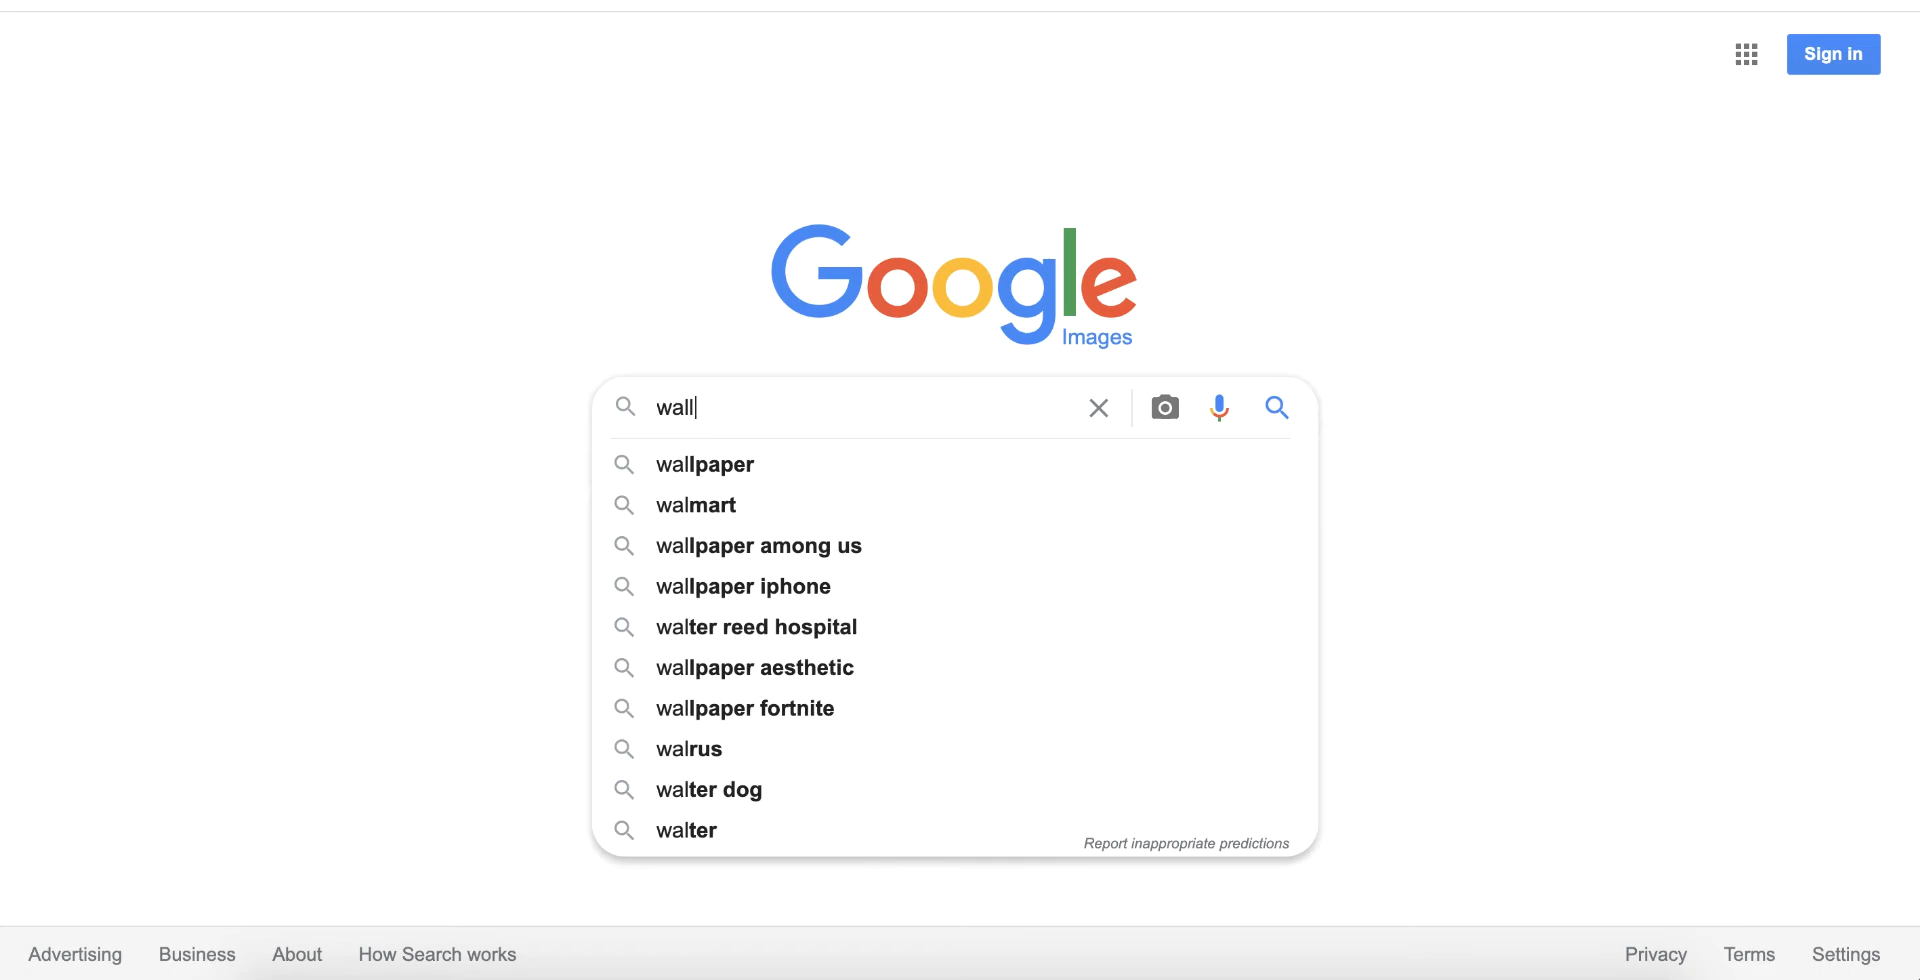 Sign in
Google
Images
wall
wallpaper
walmart
wallpaper among us
wallpaper iphone
walter reed hospital
wallpaper aesthetic
wallpaper fortnite
walrus
walter dog
walter
Report inappropriate predictions
Advertising Business About How Search works Privacy Terms Settings